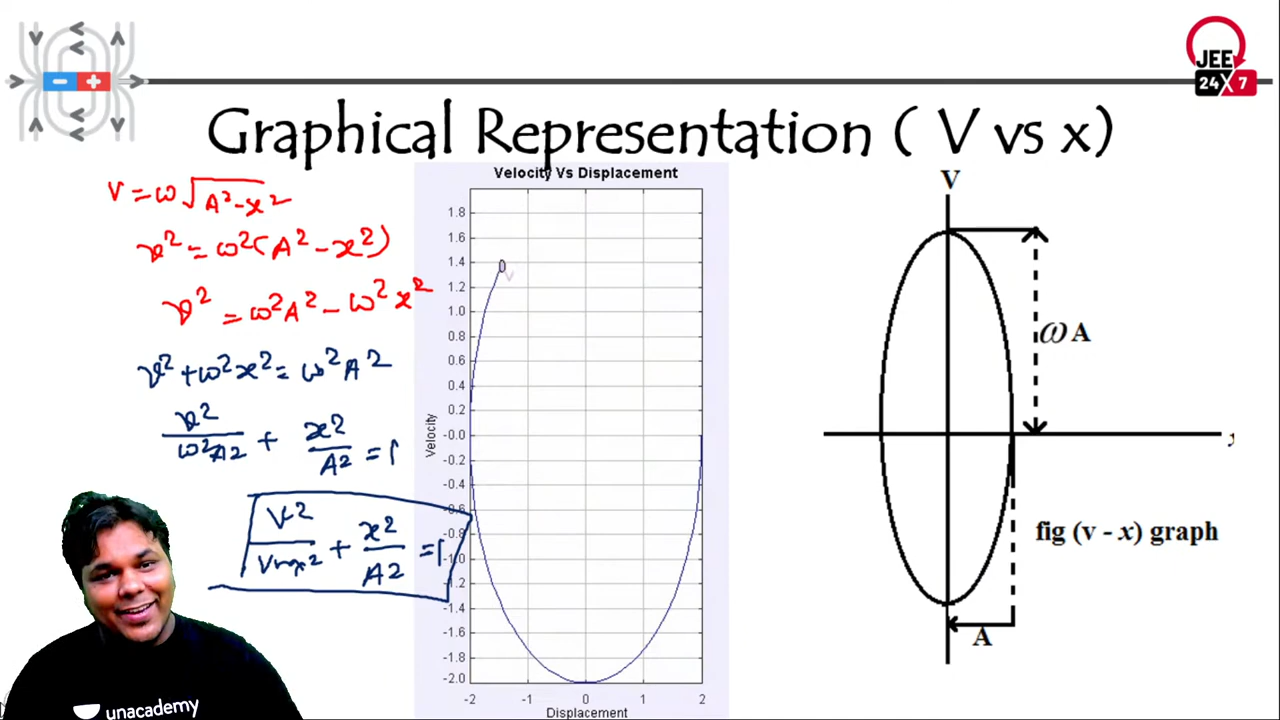 JEE
24X7
Graphical Representation ( V vs x)
V = ω√A²-x²
v² = ω²(A²-x²)
v² = ω²A² - ω²x²
v² + ω²x² = ω²A²
v²/ω²A² + x²/A² = 1
v²/Vmax² + x²/A² = 1
Velocity Vs Displacement
1.8
1.6
1.4
1.2
1.0
0.8
0.6
0.4
0.2
-0.0
-0.2
-0.4
-0.6
-0.8
-1.0
-1.2
-1.4
-1.6
-1.8
-2.0
Velocity
V
-2 -1 0 1 2
Displacement
V
ωA
fig (v - x) graph
A
unacademy